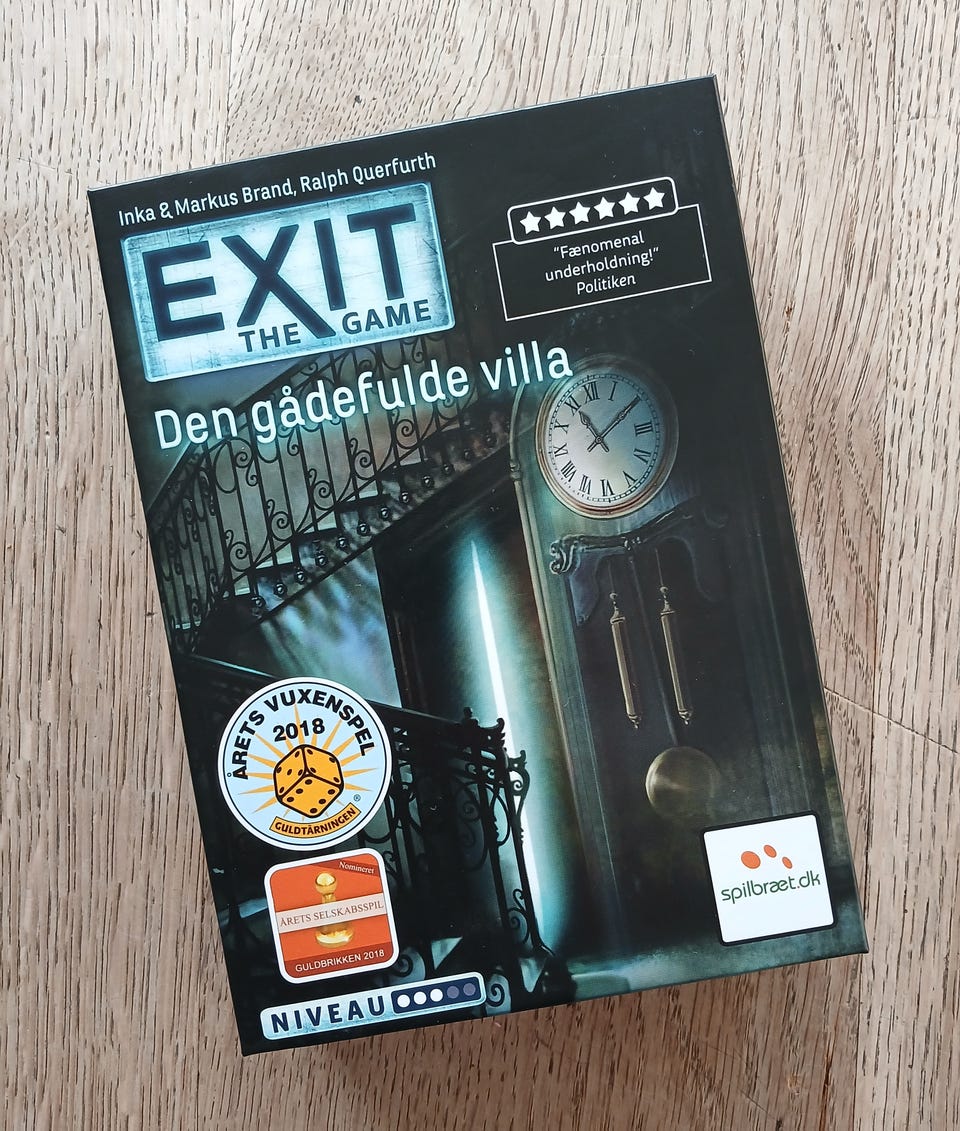 Inka & Markus Brand, Ralph Querfurth
EXIT
THE GAME
"Fænomenal
underholdning!"
Politiken
Den gådefulde villa
XII
I
ÅRETS VUXENSPEL
2018
GULDTÄRNINGEN ®
Nomineret
ÅRETS SELSKABSSPIL
GULDBRIKKEN 2018
spilbræt.dk
NIVEAU